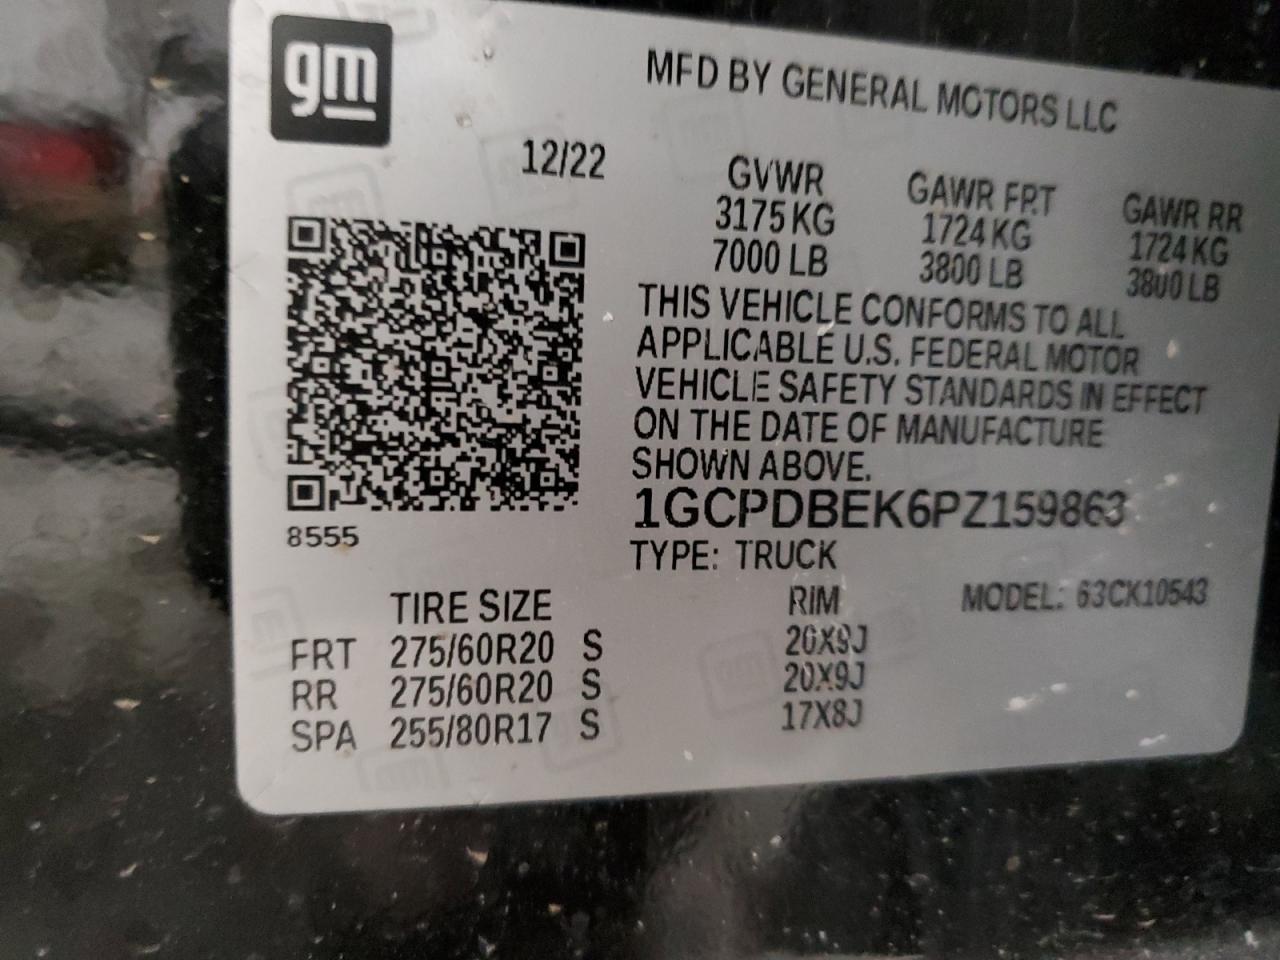 gm
MFD BY GENERAL MOTORS LLC
12/22
GVWR GAWR FRT GAWR RR
3175 KG 1724 KG 1724 KG
7000 LB 3800 LB 3800 LB
THIS VEHICLE CONFORMS TO ALL
APPLICABLE U.S. FEDERAL MOTOR
VEHICLE SAFETY STANDARDS IN EFFECT
ON THE DATE OF MANUFACTURE
SHOWN ABOVE.
1GCPDBEK6PZ159863
8555
TYPE: TRUCK
TIRE SIZE RIM MODEL: 63CK10543
FRT 275/60R20 S 20X9J
RR 275/60R20 S 20X9J
SPA 255/80R17 S 17X8J